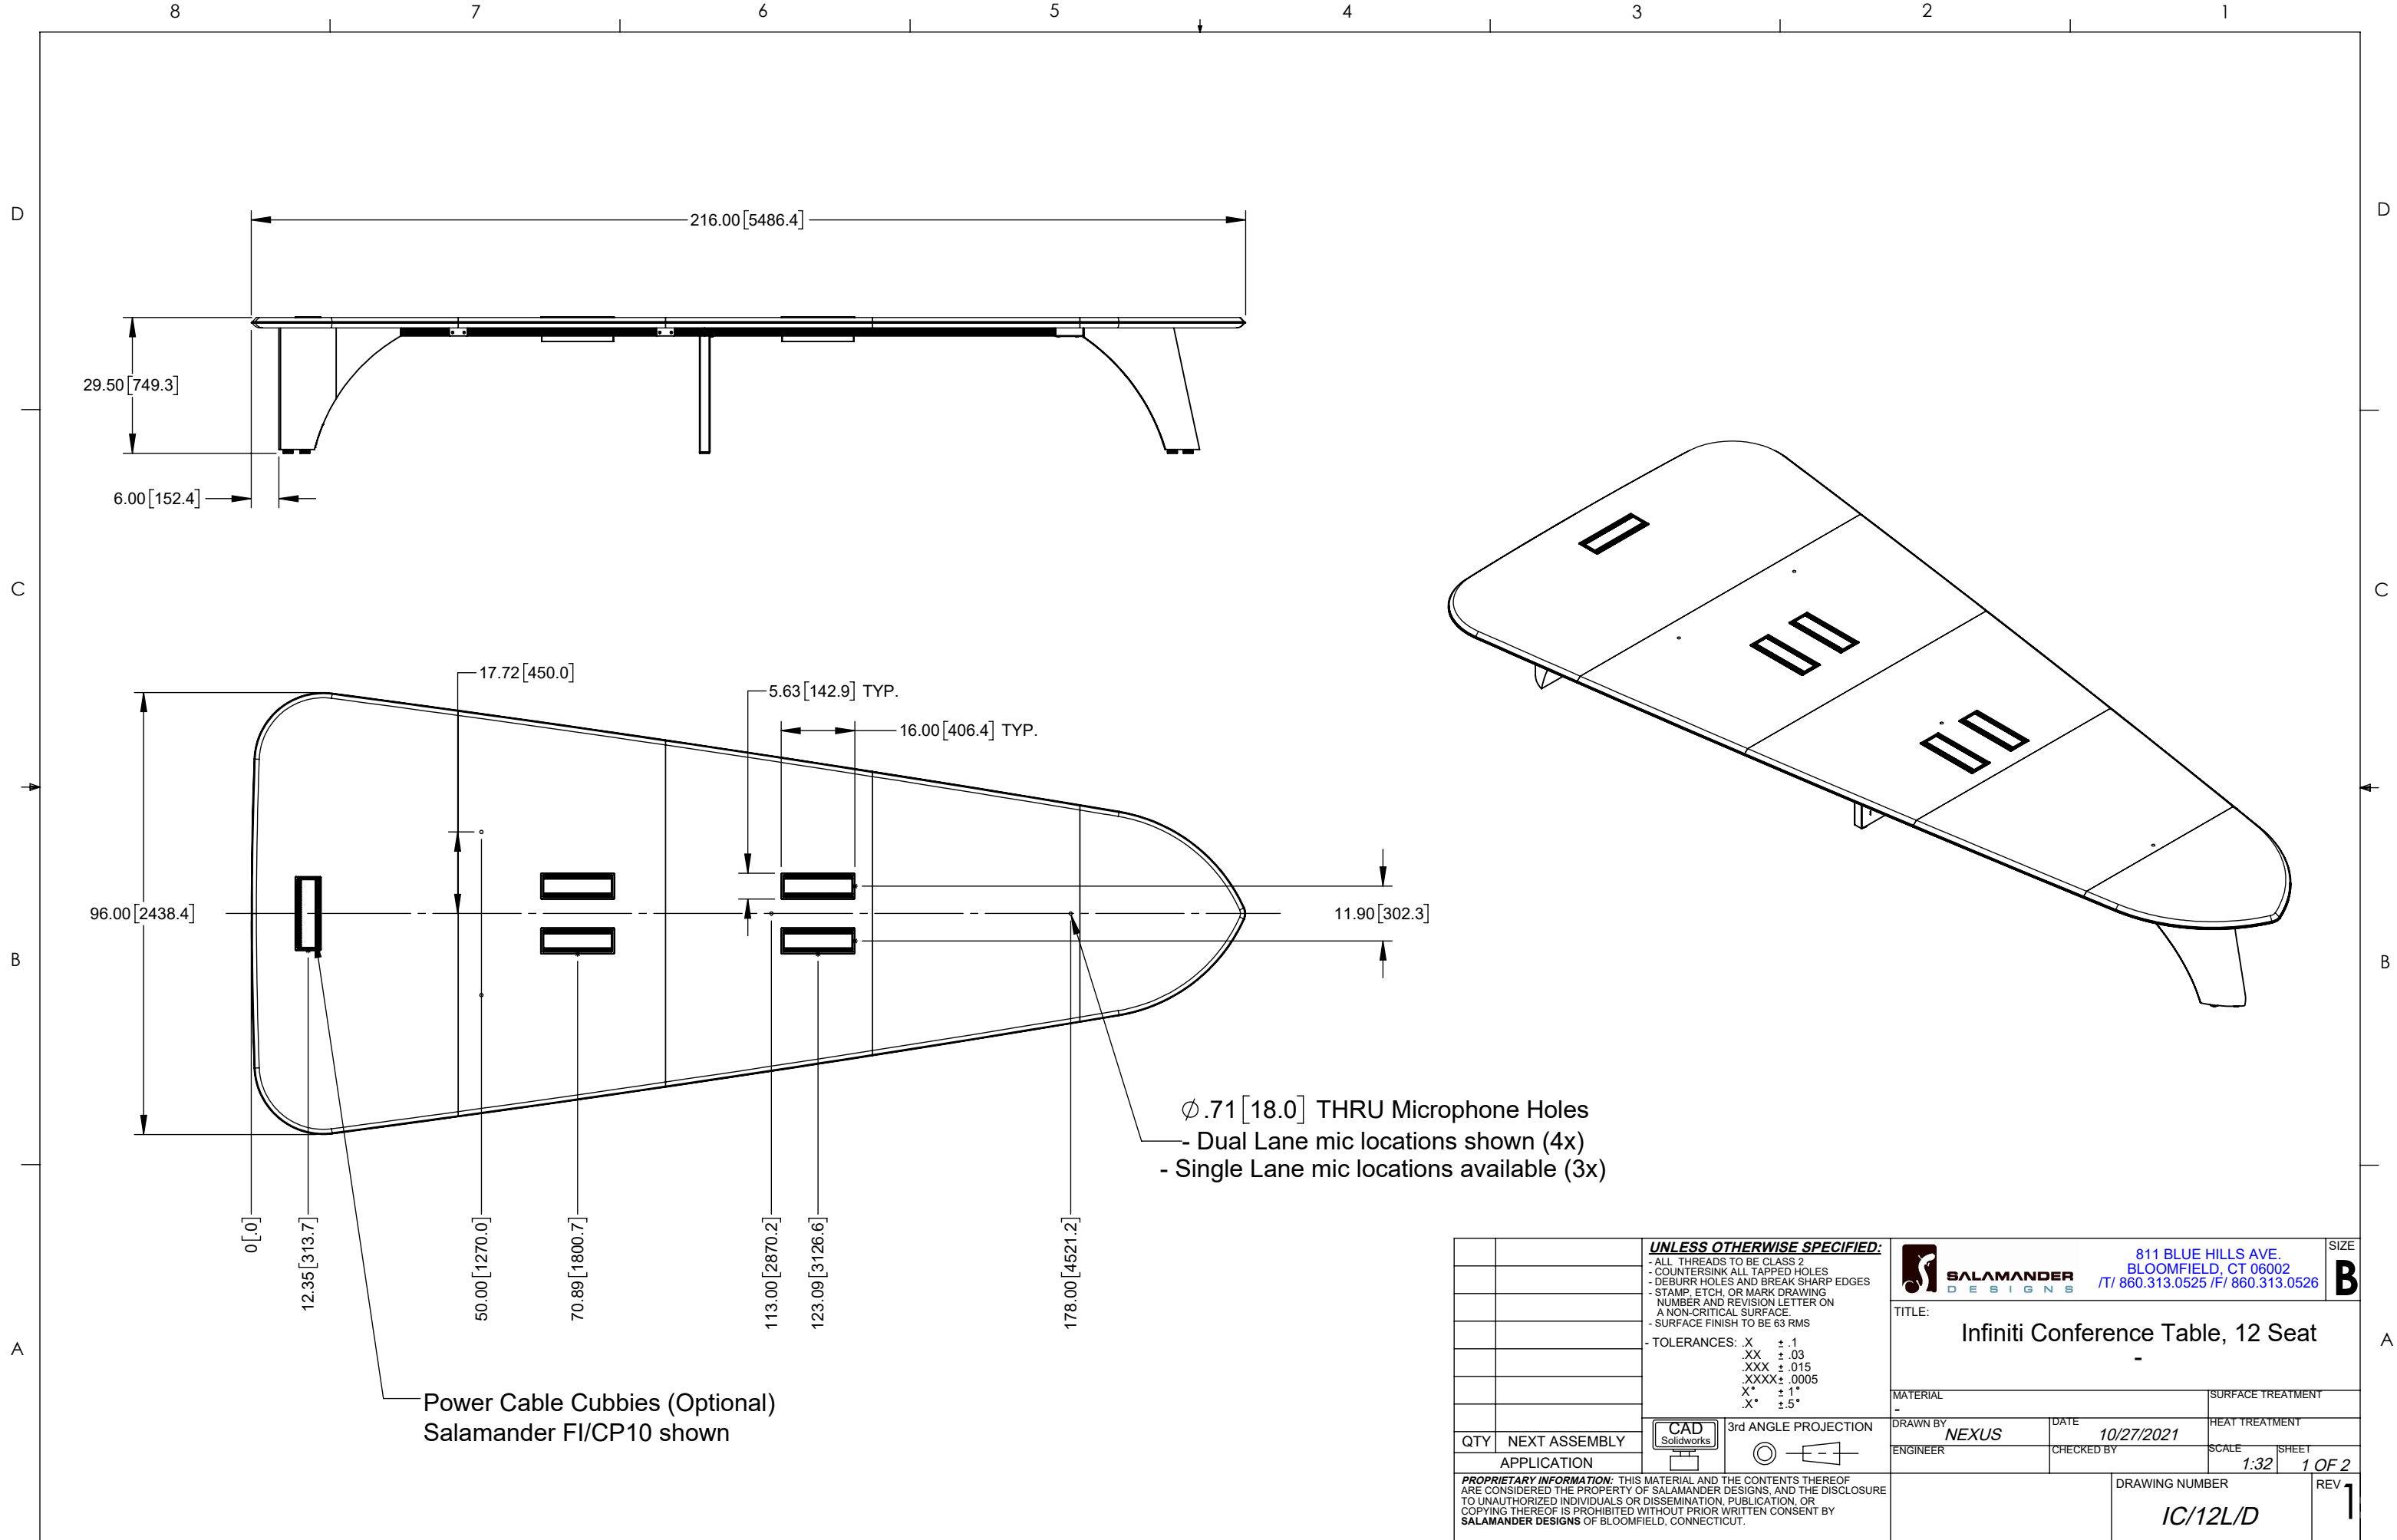 8 7 6 5 4 3 2 1
D D
216.00[5486.4]
29.50[749.3]
6.00[152.4]
C C
17.72[450.0]
5.63[142.9] TYP.
16.00[406.4] TYP.
96.00[2438.4]
11.90[302.3]
B B
∅.71[18.0] THRU Microphone Holes
- Dual Lane mic locations shown (4x)
- Single Lane mic locations available (3x)
0[.0]
12.35[313.7]
50.00[1270.0]
70.89[1800.7]
113.00[2870.2]
123.09[3126.6]
178.00[4521.2]
A A
Power Cable Cubbies (Optional)
Salamander FI/CP10 shown
QTY NEXT ASSEMBLY
APPLICATION
UNLESS OTHERWISE SPECIFIED:
- ALL THREADS TO BE CLASS 2
- COUNTERSINK ALL TAPPED HOLES
- DEBURR HOLES AND BREAK SHARP EDGES
- STAMP, ETCH, OR MARK DRAWING
NUMBER AND REVISION LETTER ON
A NON-CRITICAL SURFACE.
- SURFACE FINISH TO BE 63 RMS
- TOLERANCES: .X ± .1
.XX ± .03
.XXX ± .015
.XXXX± .0005
X° ± 1°
.X° ±.5°
CAD
Solidworks
3rd ANGLE PROJECTION
PROPRIETARY INFORMATION: THIS MATERIAL AND THE CONTENTS THEREOF
ARE CONSIDERED THE PROPERTY OF SALAMANDER DESIGNS, AND THE DISCLOSURE
TO UNAUTHORIZED INDIVIDUALS OR DISSEMINATION, PUBLICATION, OR
COPYING THEREOF IS PROHIBITED WITHOUT PRIOR WRITTEN CONSENT BY
SALAMANDER DESIGNS OF BLOOMFIELD, CONNECTICUT.
SALAMANDER
DESIGNS
811 BLUE HILLS AVE.
BLOOMFIELD, CT 06002
/T/ 860.313.0525 /F/ 860.313.0526
SIZE
B
TITLE:
Infiniti Conference Table, 12 Seat
-
MATERIAL
-
SURFACE TREATMENT
DRAWN BY
NEXUS
DATE
10/27/2021
HEAT TREATMENT
ENGINEER
CHECKED BY
SCALE
1:32
SHEET
1 OF 2
DRAWING NUMBER
IC/12L/D
REV
1